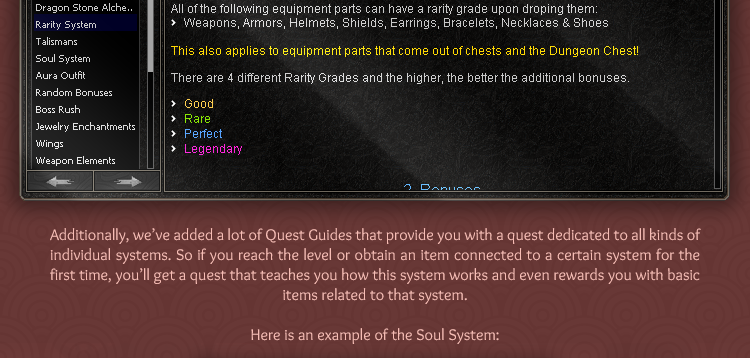 Dragon Stone Alche..
Rarity System
Talismans
Soul System
Aura Outfit
Random Bonuses
Boss Rush
Jewelry Enchantments
Wings
Weapon Elements
All of the following equipment parts can have a rarity grade upon droping them:
Weapons, Armors, Helmets, Shields, Earrings, Bracelets, Necklaces & Shoes
This also applies to equipment parts that come out of chests and the Dungeon Chest!
There are 4 different Rarity Grades and the higher, the better the additional bonuses.
Good
Rare
Perfect
Legendary
2. Bonuses
Additionally, we've added a lot of Quest Guides that provide you with a quest dedicated to all kinds of
individual systems. So if you reach the level or obtain an item connected to a certain system for the
first time, you'll get a quest that teaches you how this system works and even rewards you with basic
items related to that system.
Here is an example of the Soul System: